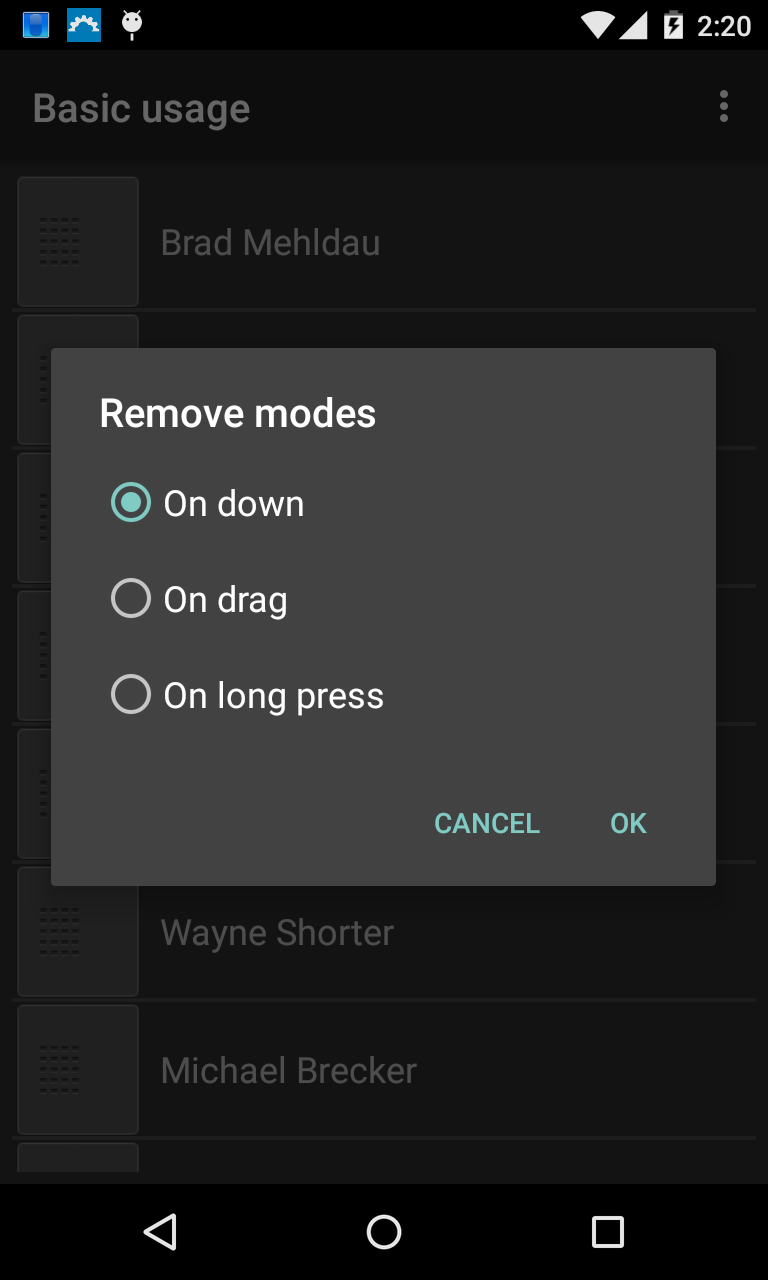 2:20
Basic usage
Brad Mehldau
Remove modes
On down
On drag
On long press
CANCEL
OK
Wayne Shorter
Michael Brecker